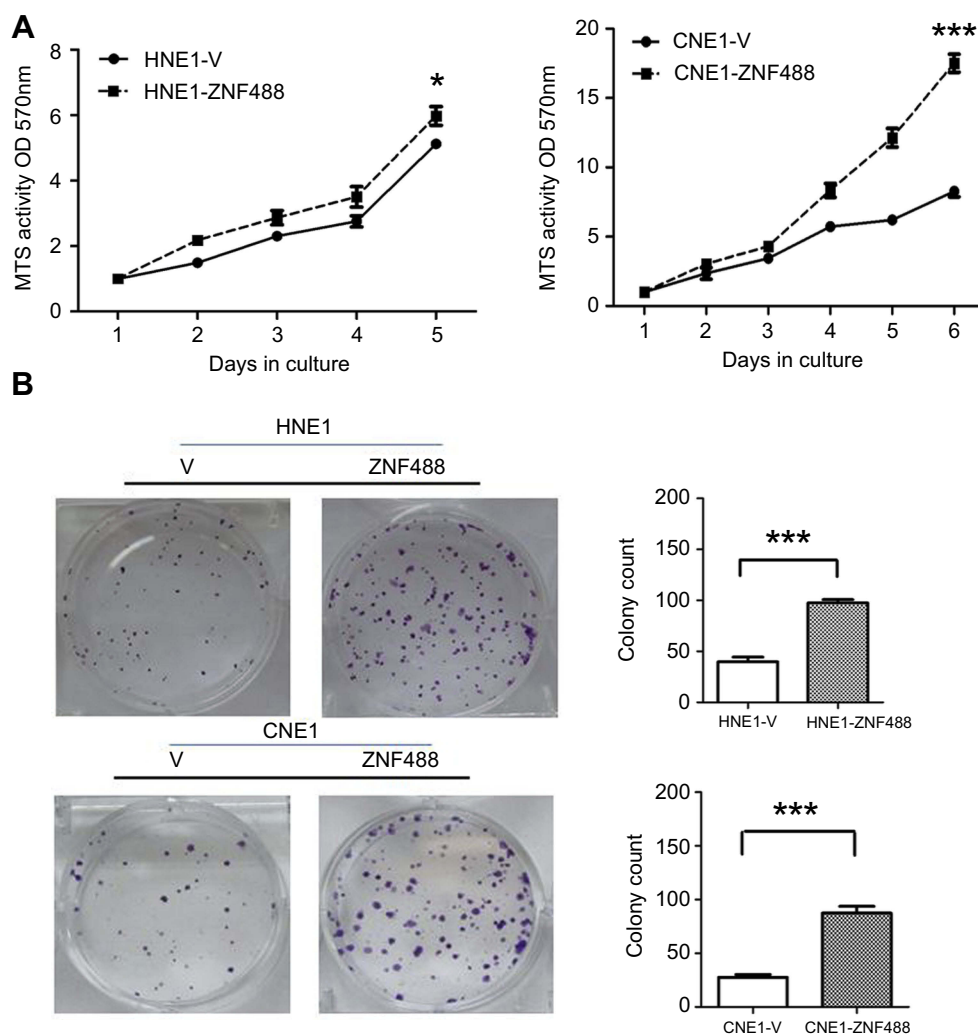 A
8
6
4
2
0
MTS activity OD 570nm
HNE1-V
HNE1-ZNF488
*
1 2 3 4 5
Days in culture
20
15
10
5
0
MTS activity OD 570nm
CNE1-V
CNE1-ZNF488
***
1 2 3 4 5 6
Days in culture
B
HNE1
V ZNF488
200
150
100
50
0
Colony count
***
HNE1-V HNE1-ZNF488
CNE1
V ZNF488
200
150
100
50
0
Colony count
***
CNE1-V CNE1-ZNF488